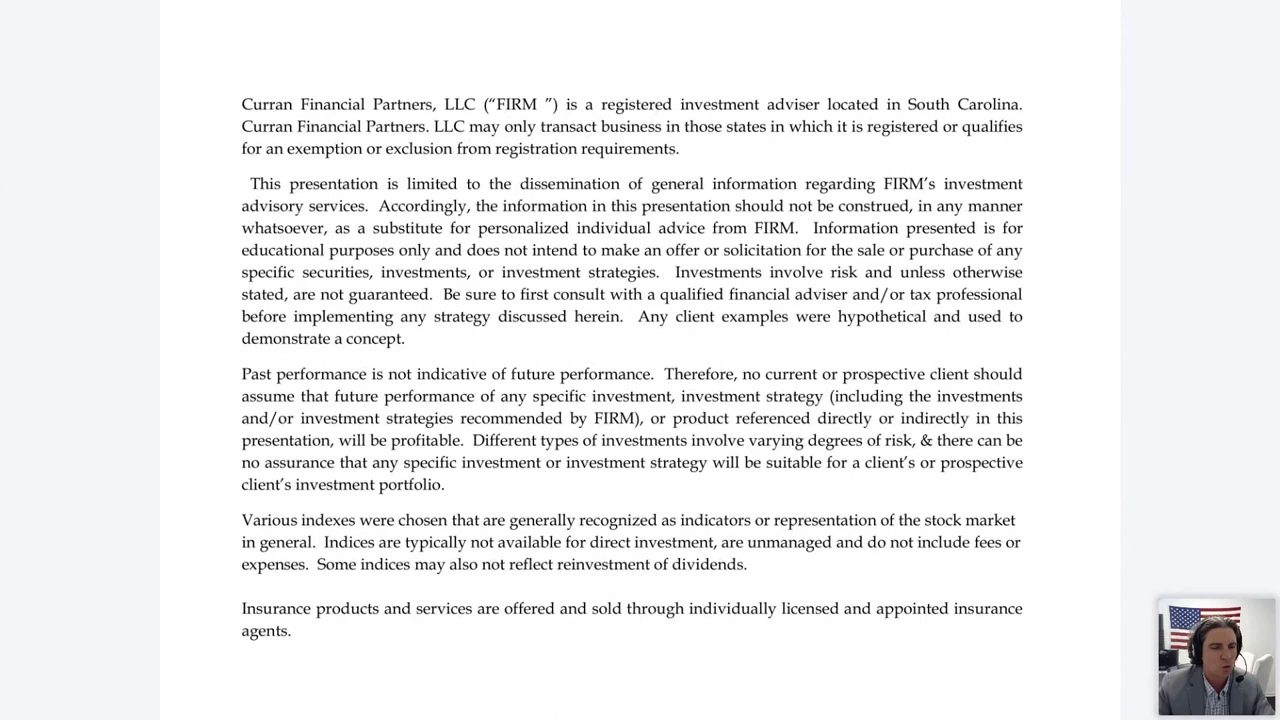 Curran Financial Partners, LLC (“FIRM ”) is a registered investment adviser located in South Carolina.
Curran Financial Partners. LLC may only transact business in those states in which it is registered or qualifies
for an exemption or exclusion from registration requirements.
This presentation is limited to the dissemination of general information regarding FIRM’s investment
advisory services. Accordingly, the information in this presentation should not be construed, in any manner
whatsoever, as a substitute for personalized individual advice from FIRM. Information presented is for
educational purposes only and does not intend to make an offer or solicitation for the sale or purchase of any
specific securities, investments, or investment strategies. Investments involve risk and unless otherwise
stated, are not guaranteed. Be sure to first consult with a qualified financial adviser and/or tax professional
before implementing any strategy discussed herein. Any client examples were hypothetical and used to
demonstrate a concept.
Past performance is not indicative of future performance. Therefore, no current or prospective client should
assume that future performance of any specific investment, investment strategy (including the investments
and/or investment strategies recommended by FIRM), or product referenced directly or indirectly in this
presentation, will be profitable. Different types of investments involve varying degrees of risk, & there can be
no assurance that any specific investment or investment strategy will be suitable for a client’s or prospective
client’s investment portfolio.
Various indexes were chosen that are generally recognized as indicators or representation of the stock market
in general. Indices are typically not available for direct investment, are unmanaged and do not include fees or
expenses. Some indices may also not reflect reinvestment of dividends.
Insurance products and services are offered and sold through individually licensed and appointed insurance
agents.